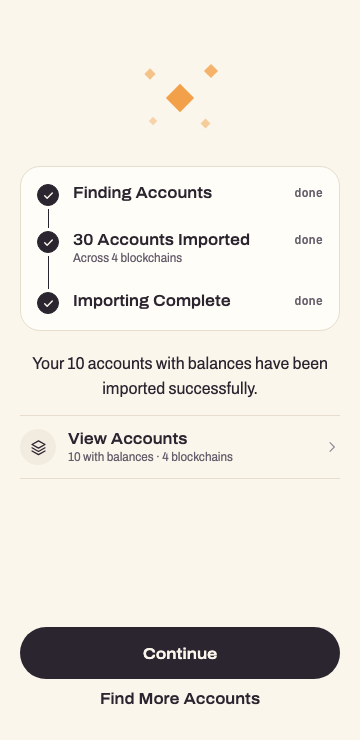 Finding Accounts done
30 Accounts Imported done
Across 4 blockchains
Importing Complete done
Your 10 accounts with balances have been
imported successfully.
View Accounts
10 with balances · 4 blockchains
Continue
Find More Accounts